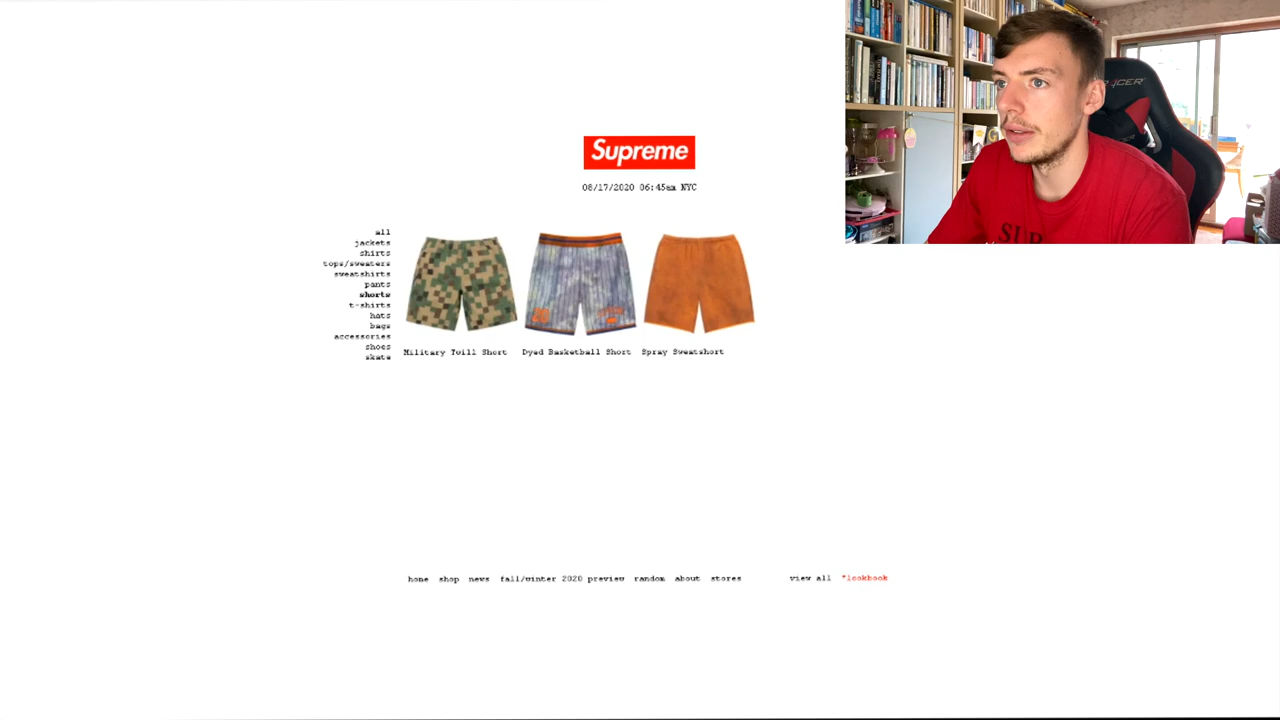 Supreme
08/17/2020 06:45am NYC
all
jackets
shirts
tops/sweaters
sweatshirts
pants
shorts
t-shirts
hats
bags
accessories
shoes
skate
Military Twill Short
Dyed Basketball Short
Spray Sweatshort
home shop news fall/winter 2020 preview random about stores
view all *lookbook
SUP